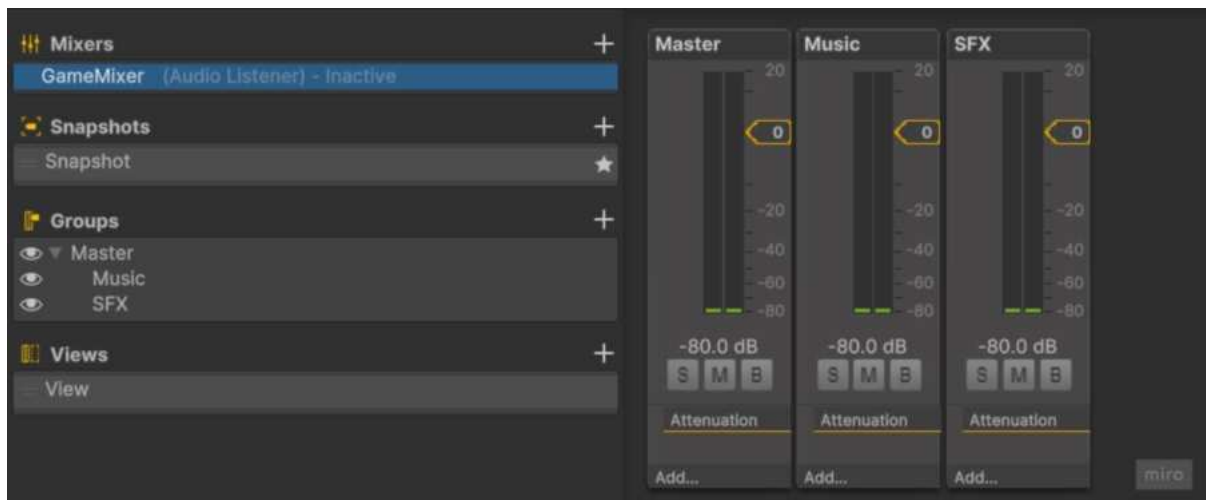 Mixers
GameMixer (Audio Listener) - Inactive
Snapshots
Snapshot
Groups
Master
Music
SFX
Views
View
Master Music SFX
20 20 20
0 0 0
-20 -20 -20
-40 -40 -40
-60 -60 -60
-80 -80 -80
-80.0 dB -80.0 dB -80.0 dB
S M B S M B S M B
Attenuation Attenuation Attenuation
Add... Add... Add...
miro